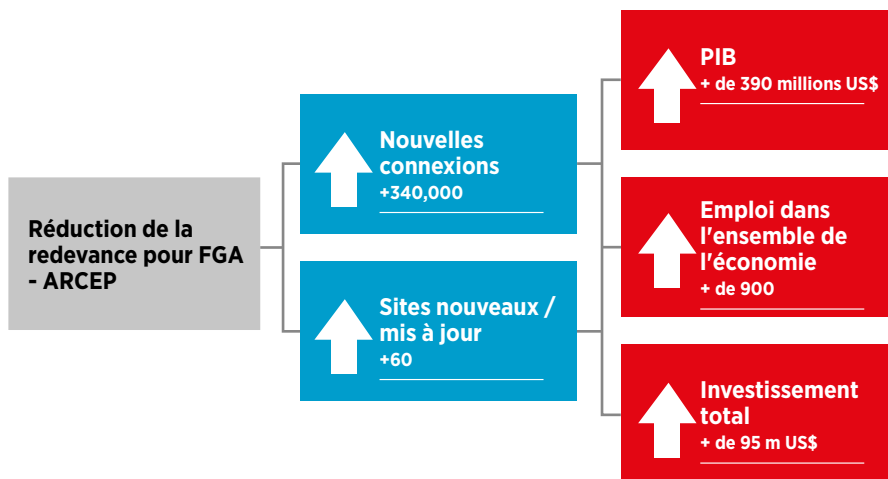 Réduction de la
redevance pour FGA
- ARCEP
Nouvelles
connexions
+340,000
Sites nouveaux /
mis à jour
+60
PIB
+ de 390 millions US$
Emploi dans
l'ensemble de
l'économie
+ de 900
Investissement
total
+ de 95 m US$